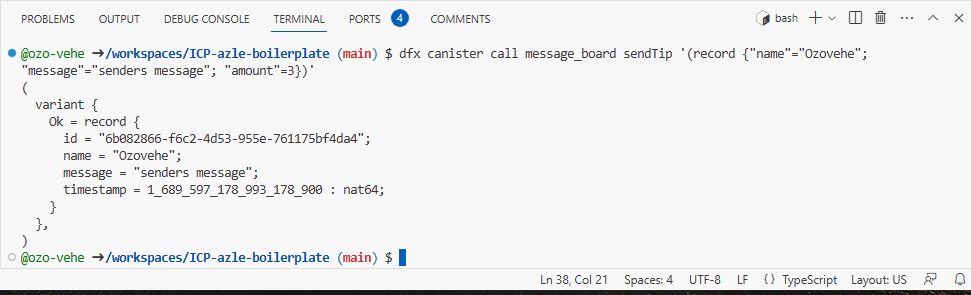 PROBLEMS OUTPUT DEBUG CONSOLE TERMINAL PORTS 4 COMMENTS bash
@ozo-vehe ➜/workspaces/ICP-azle-boilerplate (main) $ dfx canister call message_board sendTip '(record {"name"="Ozovehe";
"message"="senders message"; "amount"=3})'
(
  variant {
    Ok = record {
      id = "6b082866-f6c2-4d53-955e-761175bf4da4";
      name = "Ozovehe";
      message = "senders message";
      timestamp = 1_689_597_178_993_178_900 : nat64;
    }
  },
)
@ozo-vehe ➜/workspaces/ICP-azle-boilerplate (main) $
Ln 38, Col 21 Spaces: 4 UTF-8 LF {} TypeScript Layout: US